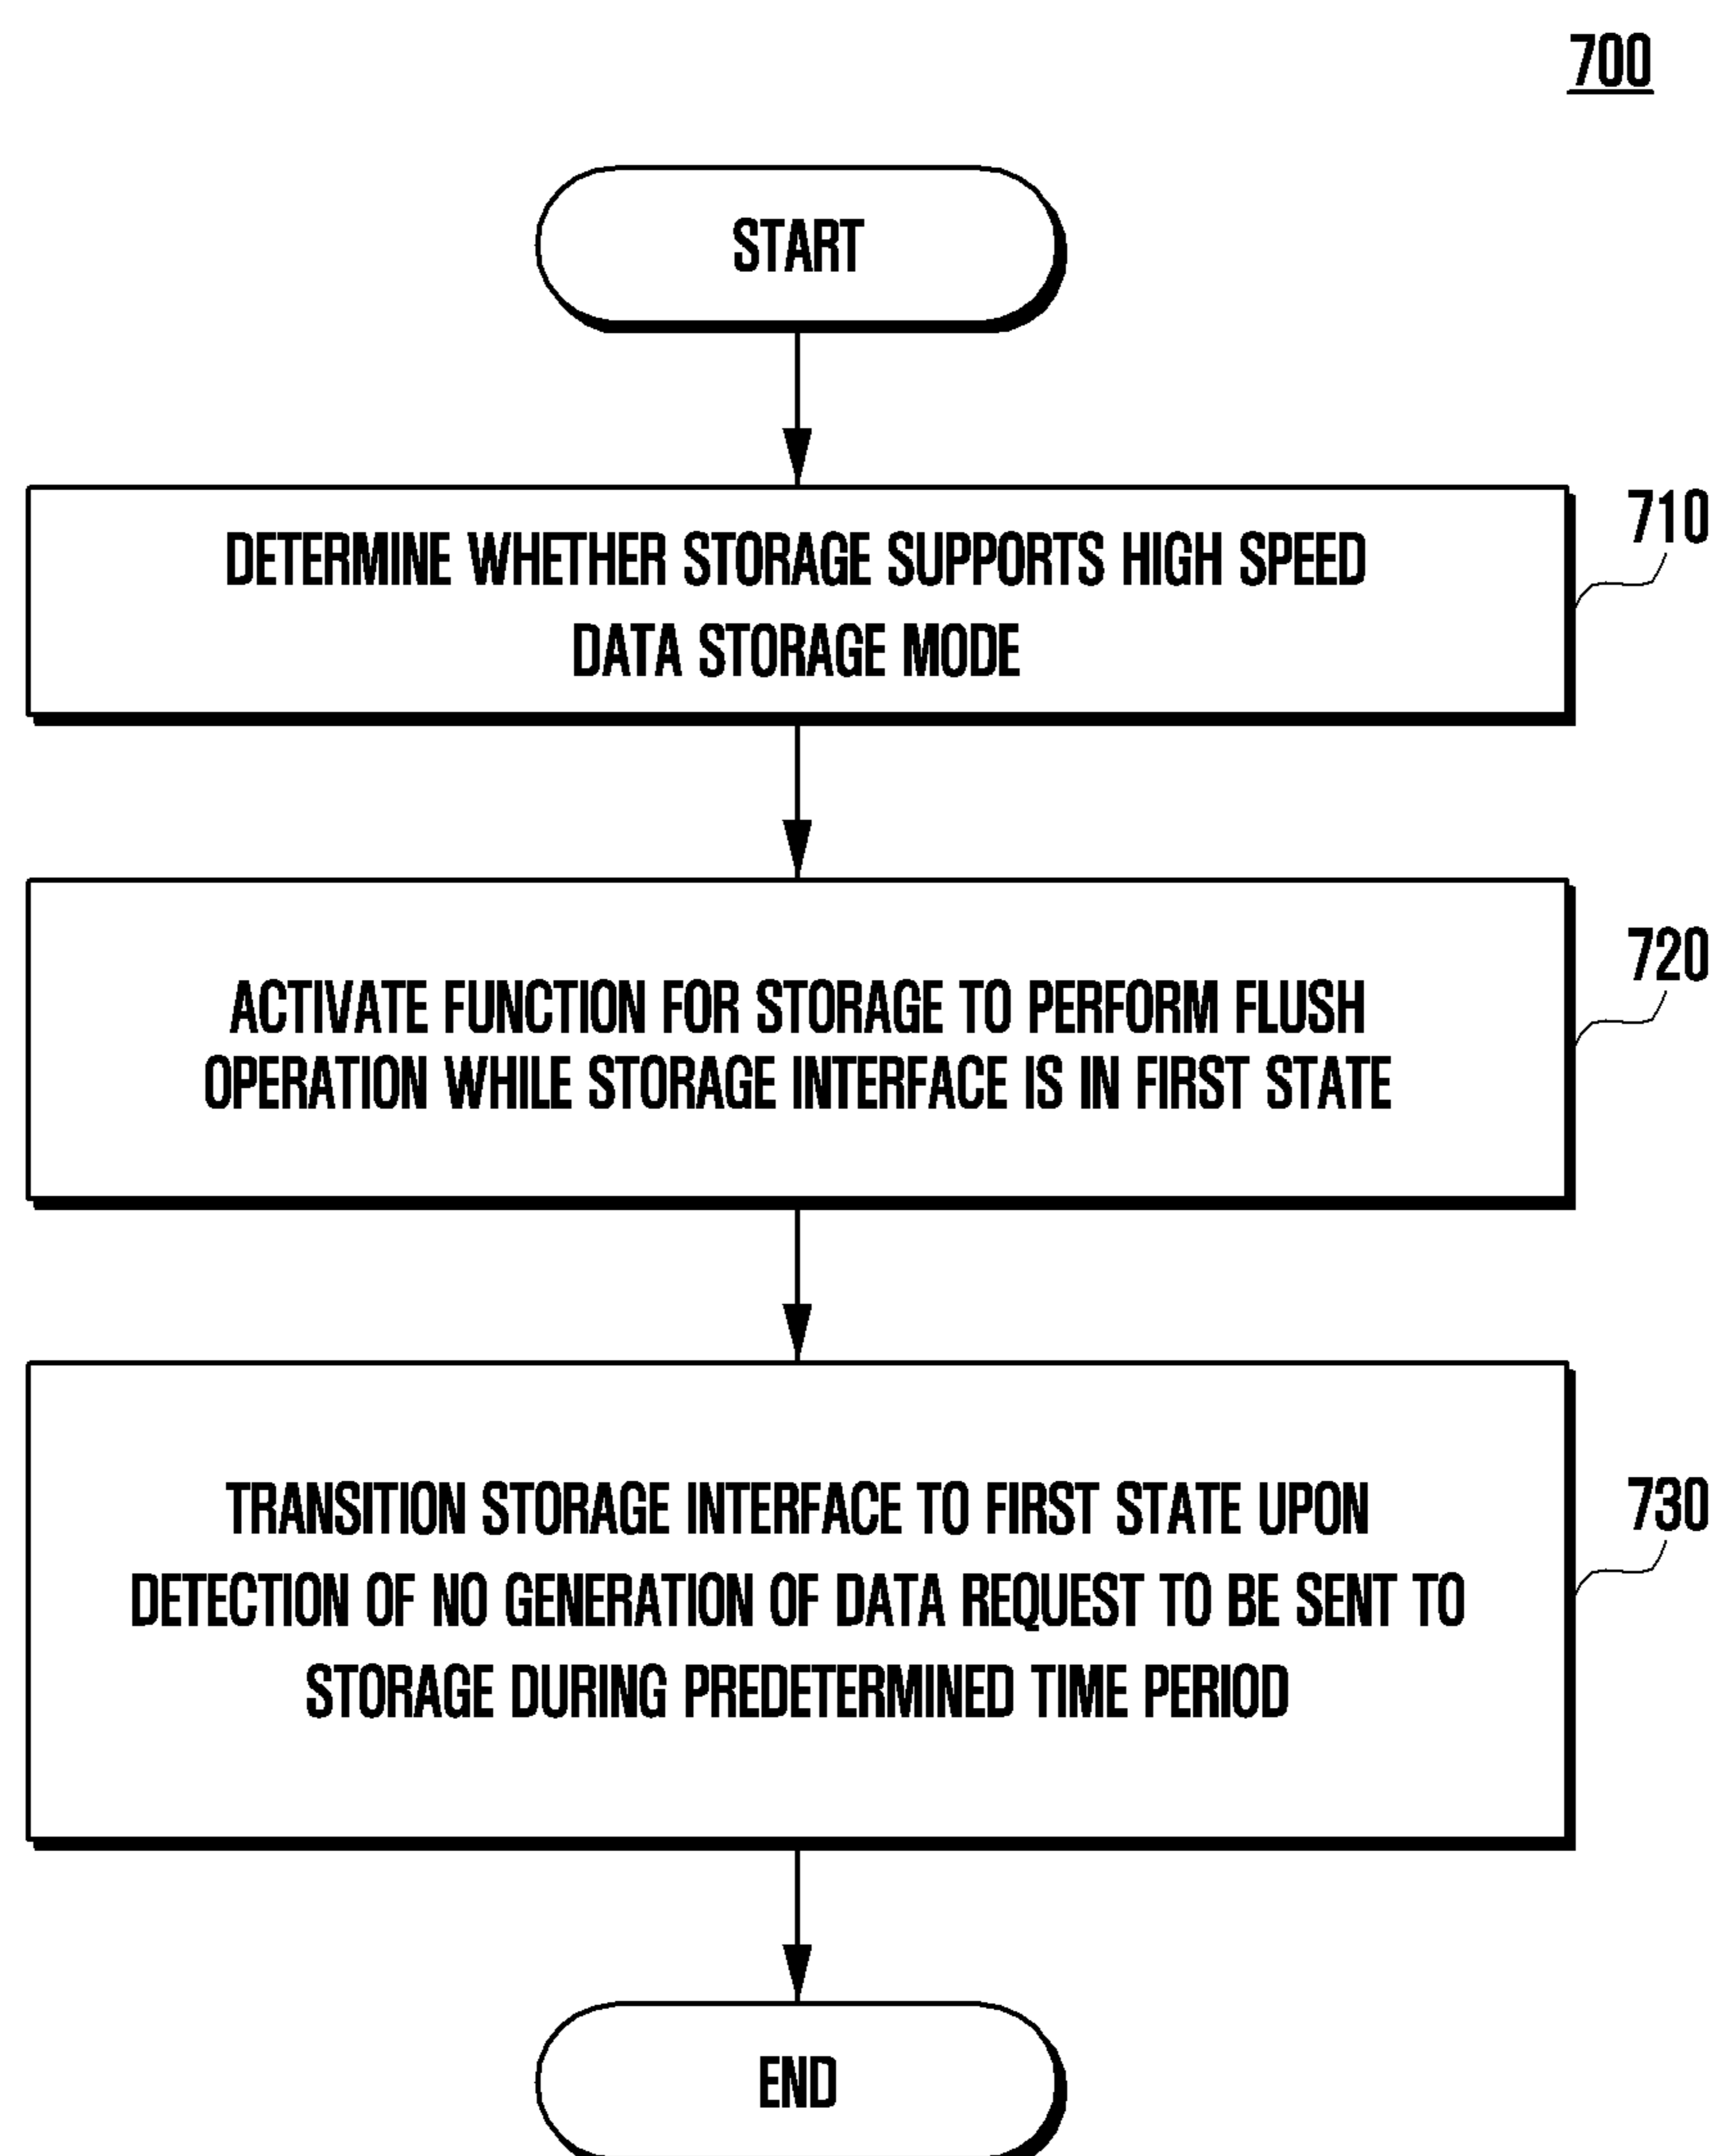 700
START
710
DETERMINE WHETHER STORAGE SUPPORTS HIGH SPEED
DATA STORAGE MODE
720
ACTIVATE FUNCTION FOR STORAGE TO PERFORM FLUSH
OPERATION WHILE STORAGE INTERFACE IS IN FIRST STATE
730
TRANSITION STORAGE INTERFACE TO FIRST STATE UPON
DETECTION OF NO GENERATION OF DATA REQUEST TO BE SENT TO
STORAGE DURING PREDETERMINED TIME PERIOD
END